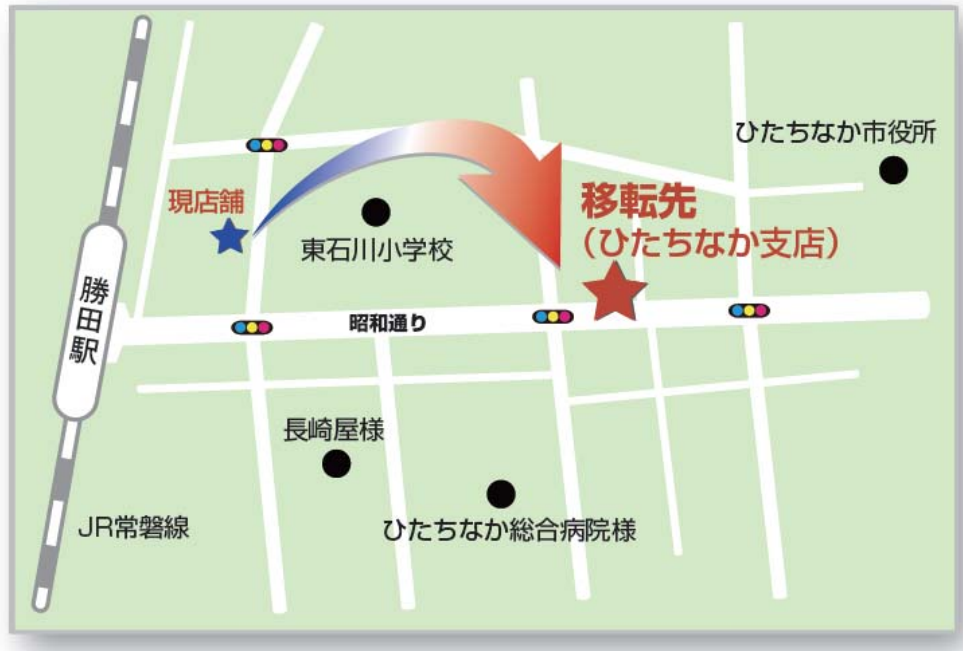 ひたちなか市役所
現店舗
移転先
(ひたちなか支店)
東石川小学校
勝田駅
昭和通り
長崎屋様
ひたちなか総合病院様
JR常磐線